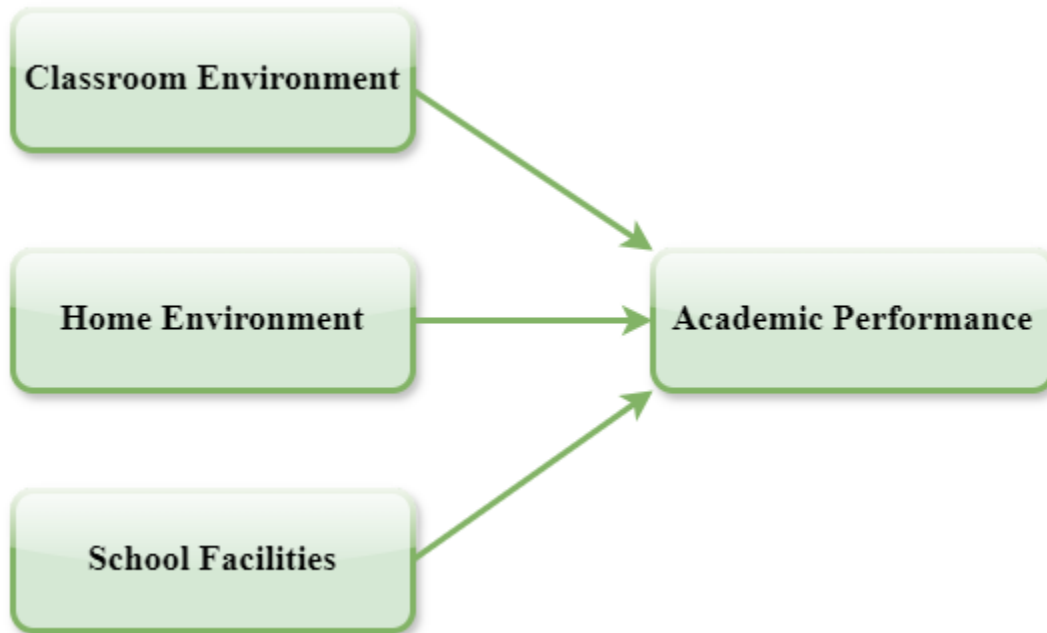 Classroom Environment
Home Environment
Academic Performance
School Facilities